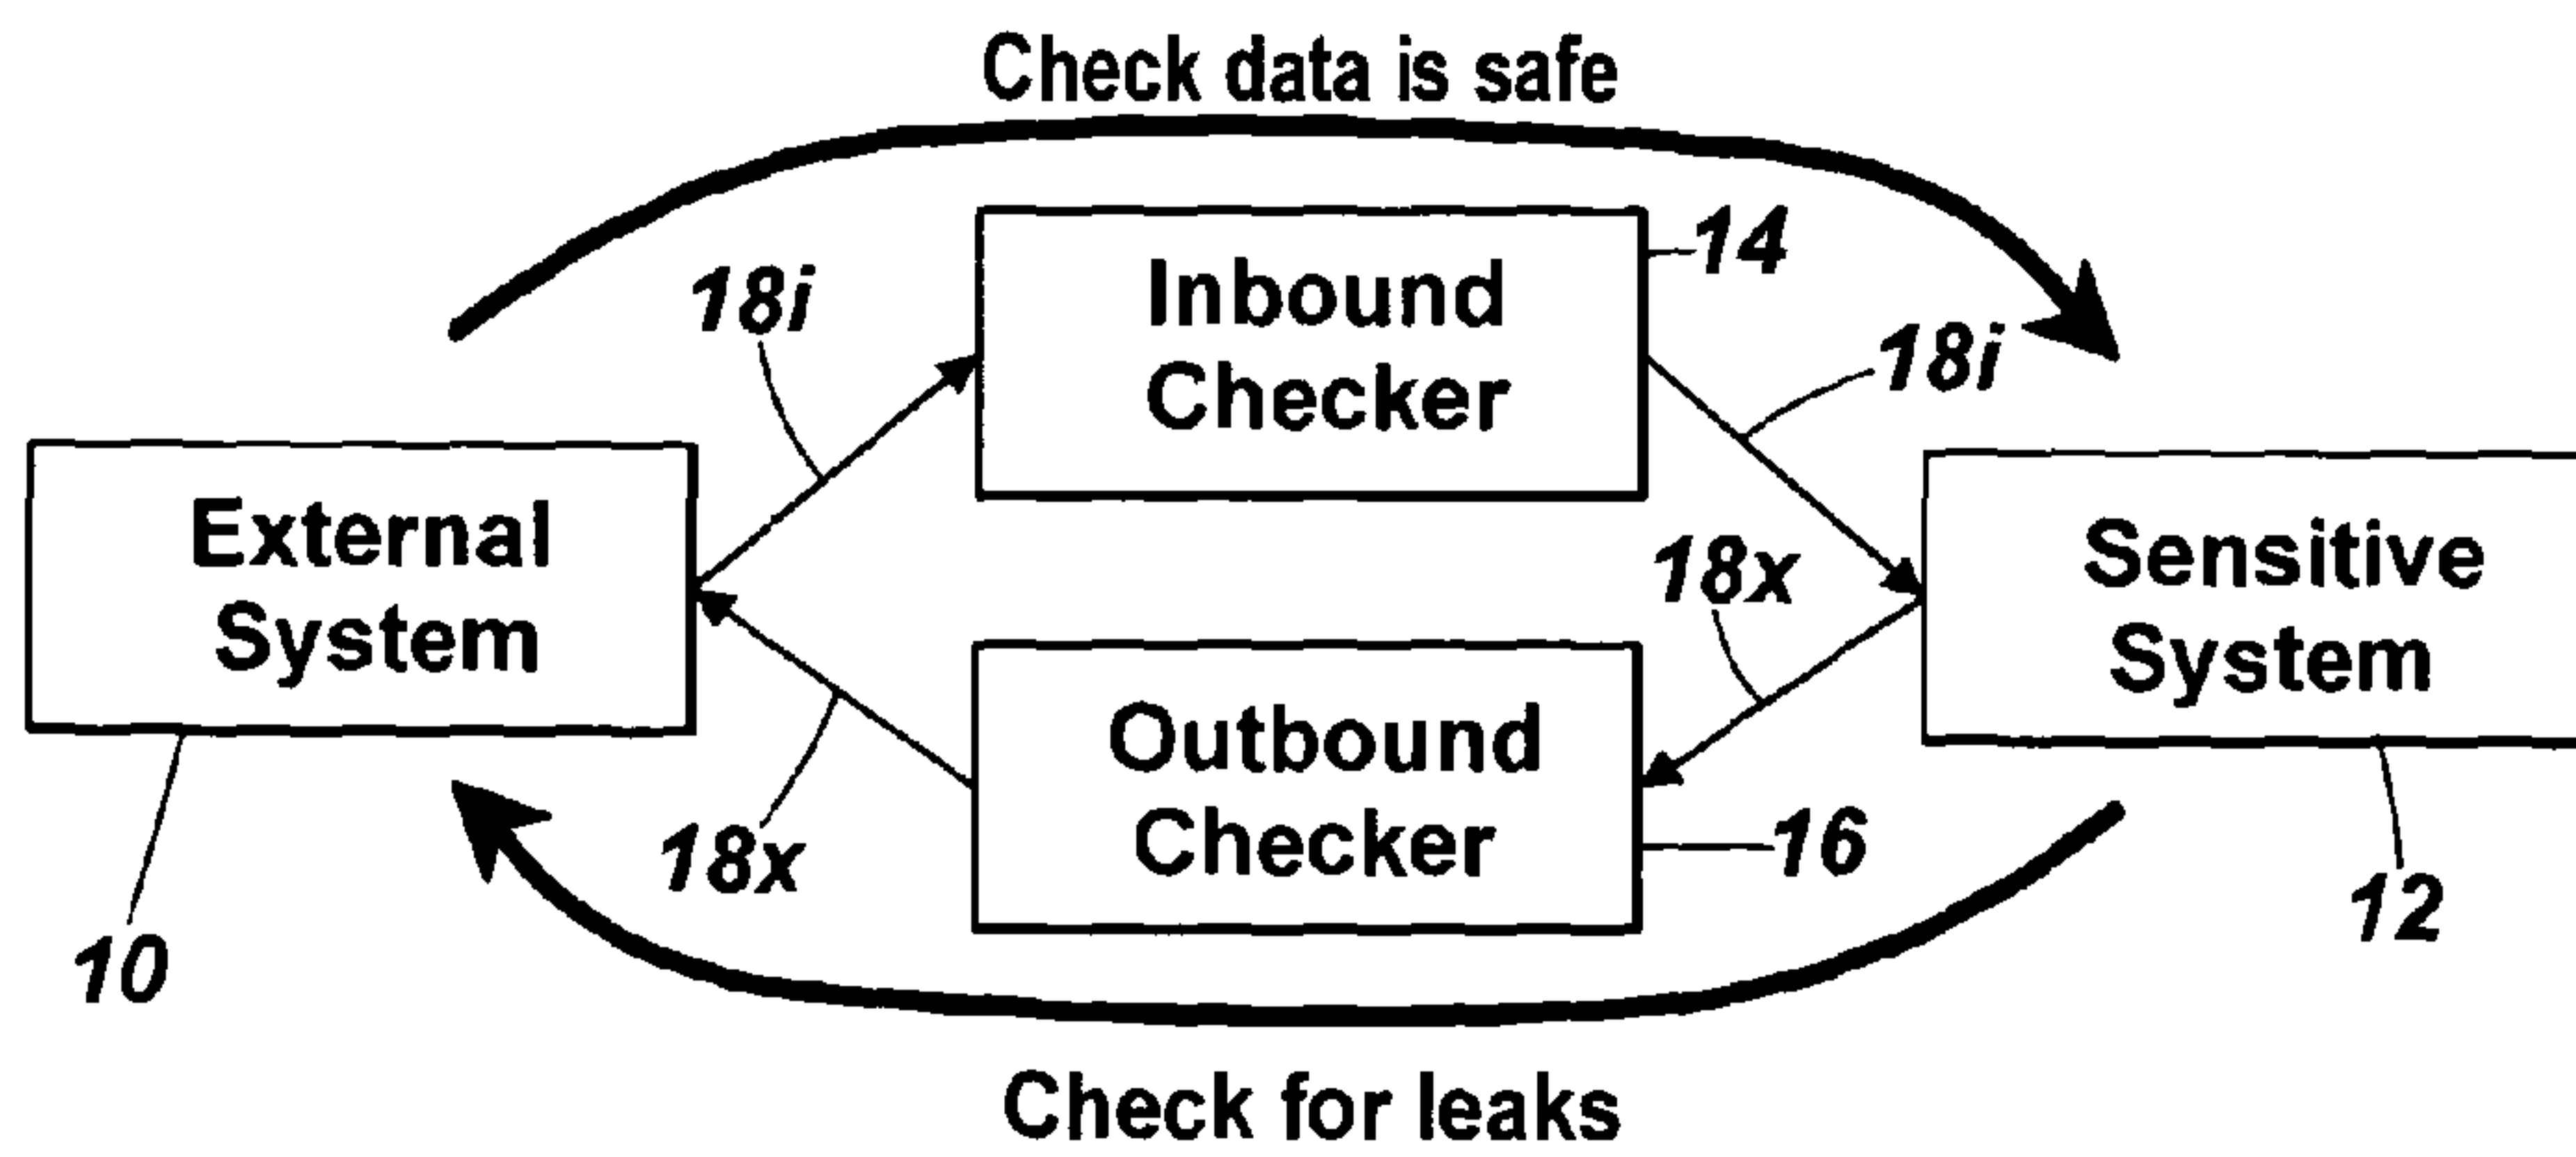 Check data is safe
14
Inbound
Checker
18i
18i
External
System
18x
Sensitive
System
Outbound
Checker
18x
16
12
10
Check for leaks